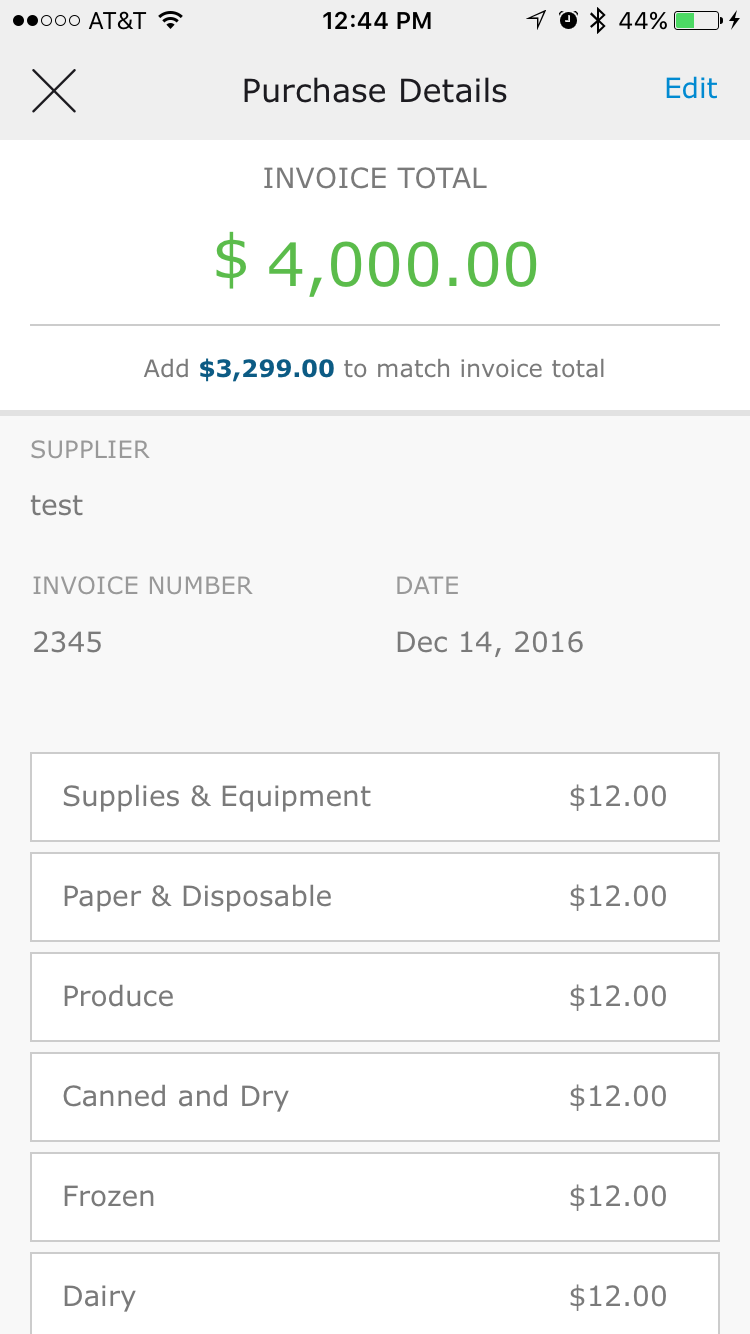 AT&T 12:44 PM 44%
Purchase Details Edit
INVOICE TOTAL
$ 4,000.00
Add $3,299.00 to match invoice total
SUPPLIER
test
INVOICE NUMBER DATE
2345 Dec 14, 2016
Supplies & Equipment $12.00
Paper & Disposable $12.00
Produce $12.00
Canned and Dry $12.00
Frozen $12.00
Dairy $12.00